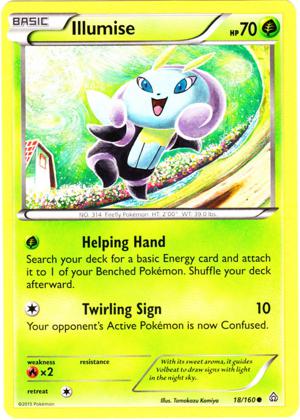 BASIC
Illumise
HP70
NO. 314 Firefly Pokémon HT: 2'00" WT: 39.0 lbs.
Helping Hand
Search your deck for a basic Energy card and attach
it to 1 of your Benched Pokémon. Shuffle your deck
afterward.
Twirling Sign 10
Your opponent's Active Pokémon is now Confused.
weakness
×2
resistance
retreat
With its sweet aroma, it guides
Volbeat to draw signs with light
in the night sky.
Illus. Tomokazu Komiya
18/160
©2015 Pokémon